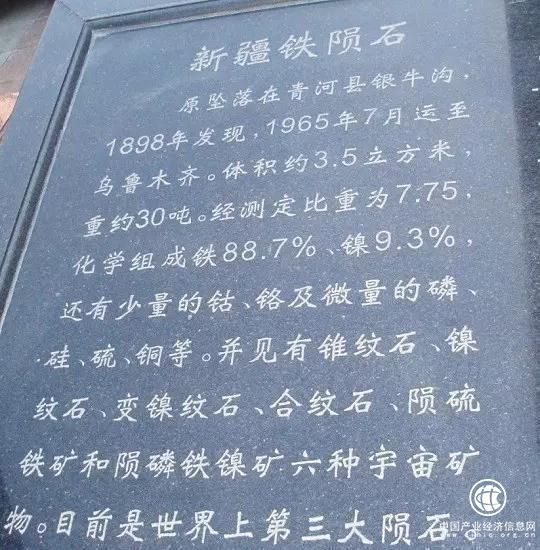 新疆铁陨石
原坠落在青河县银牛沟，
1898年发现，1965年7月运至
乌鲁木齐。体积约3.5立方米，
重约30吨。经测定比重为7.75，
化学组成铁88.7%、镍9.3%，
还有少量的钴、铬及微量的磷、
硅、硫、铜等。并见有锥纹石、镍
纹石、变镍纹石、合纹石、陨硫
铁矿和陨磷铁镍矿六种宇宙矿
物。目前是世界上第三大陨石
中国产业经济信息网
www.cinic.org.cn